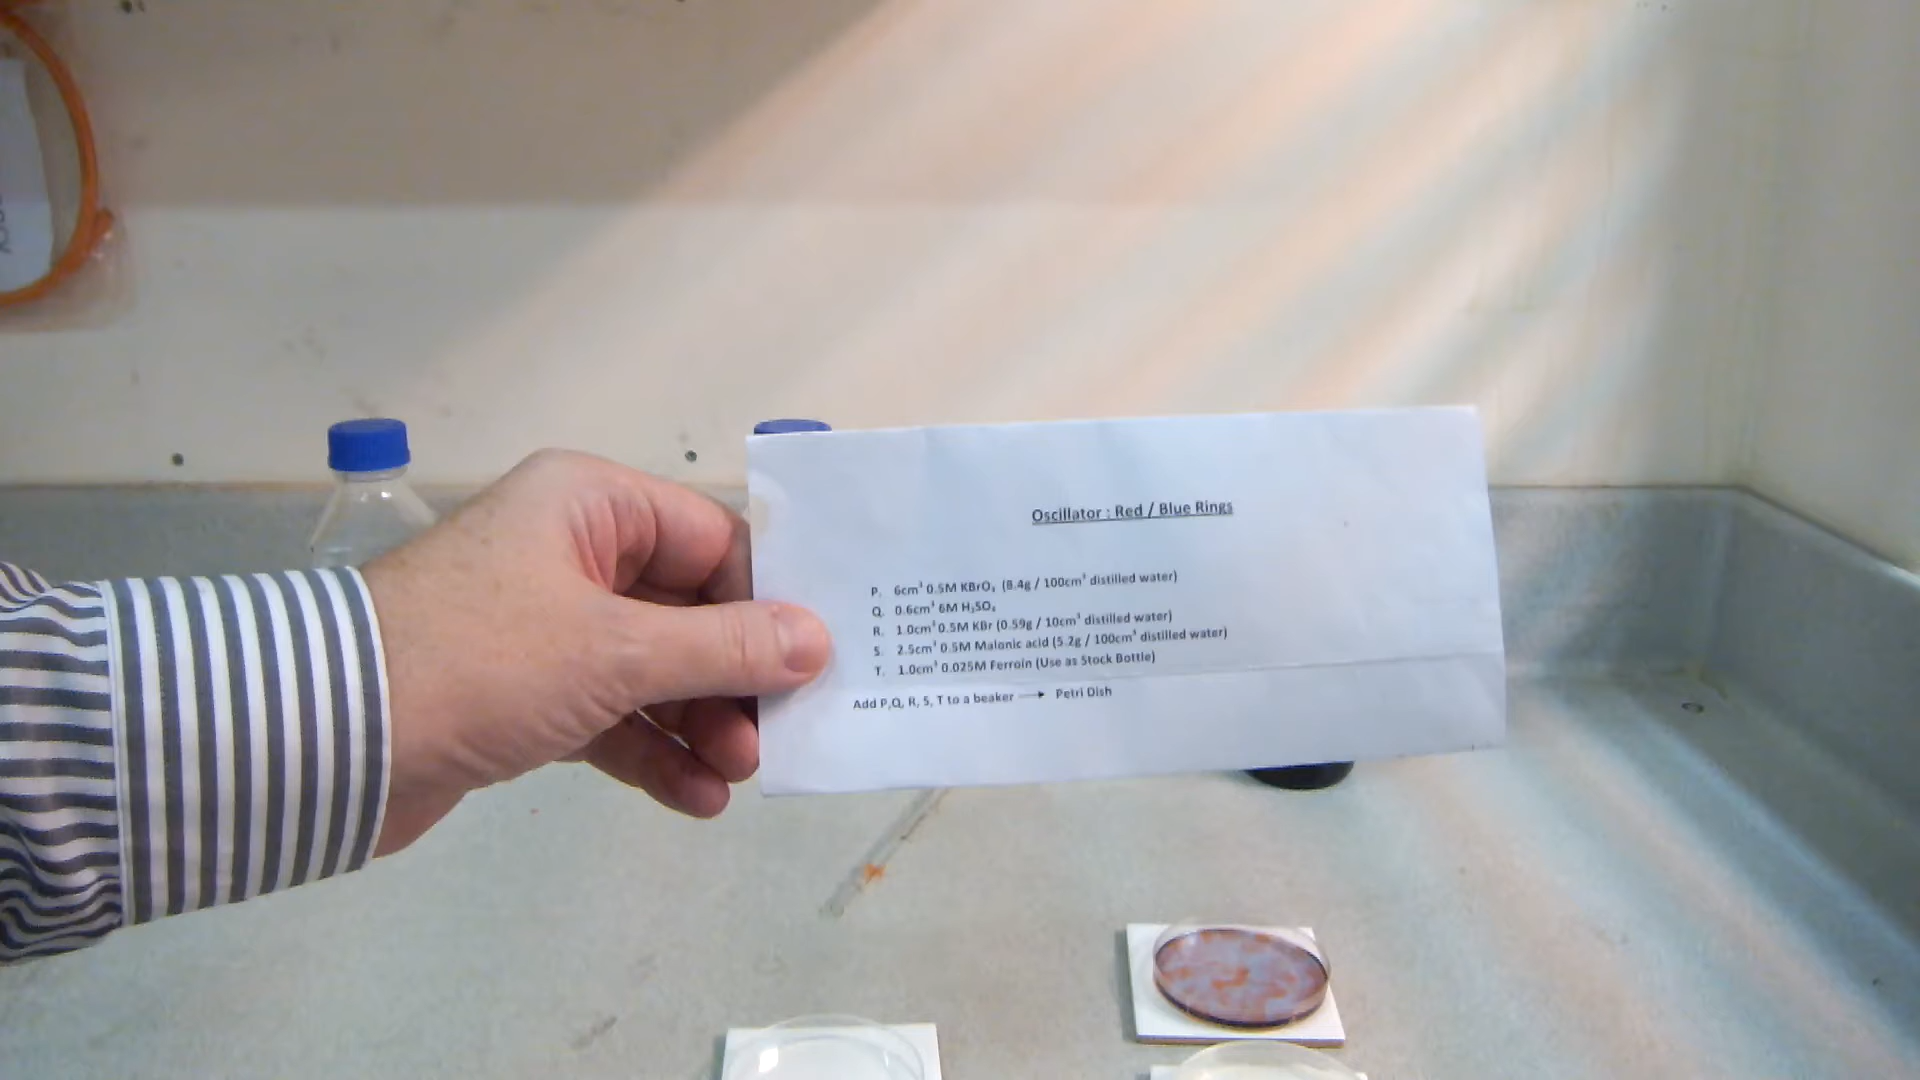 Oscillator : Red / Blue Rings
P. 6cm³ 0.5M KBrO₃ (8.4g / 100cm³ distilled water)
Q. 0.6cm³ 6M H₂SO₄
R. 1.0cm³ 0.5M KBr (0.59g / 10cm³ distilled water)
S. 2.5cm³ 0.5M Malonic acid (5.2g / 100cm³ distilled water)
T. 1.0cm³ 0.025M Ferroin (Use as Stock Bottle)
Add P,Q, R, S, T to a beaker → Petri Dish